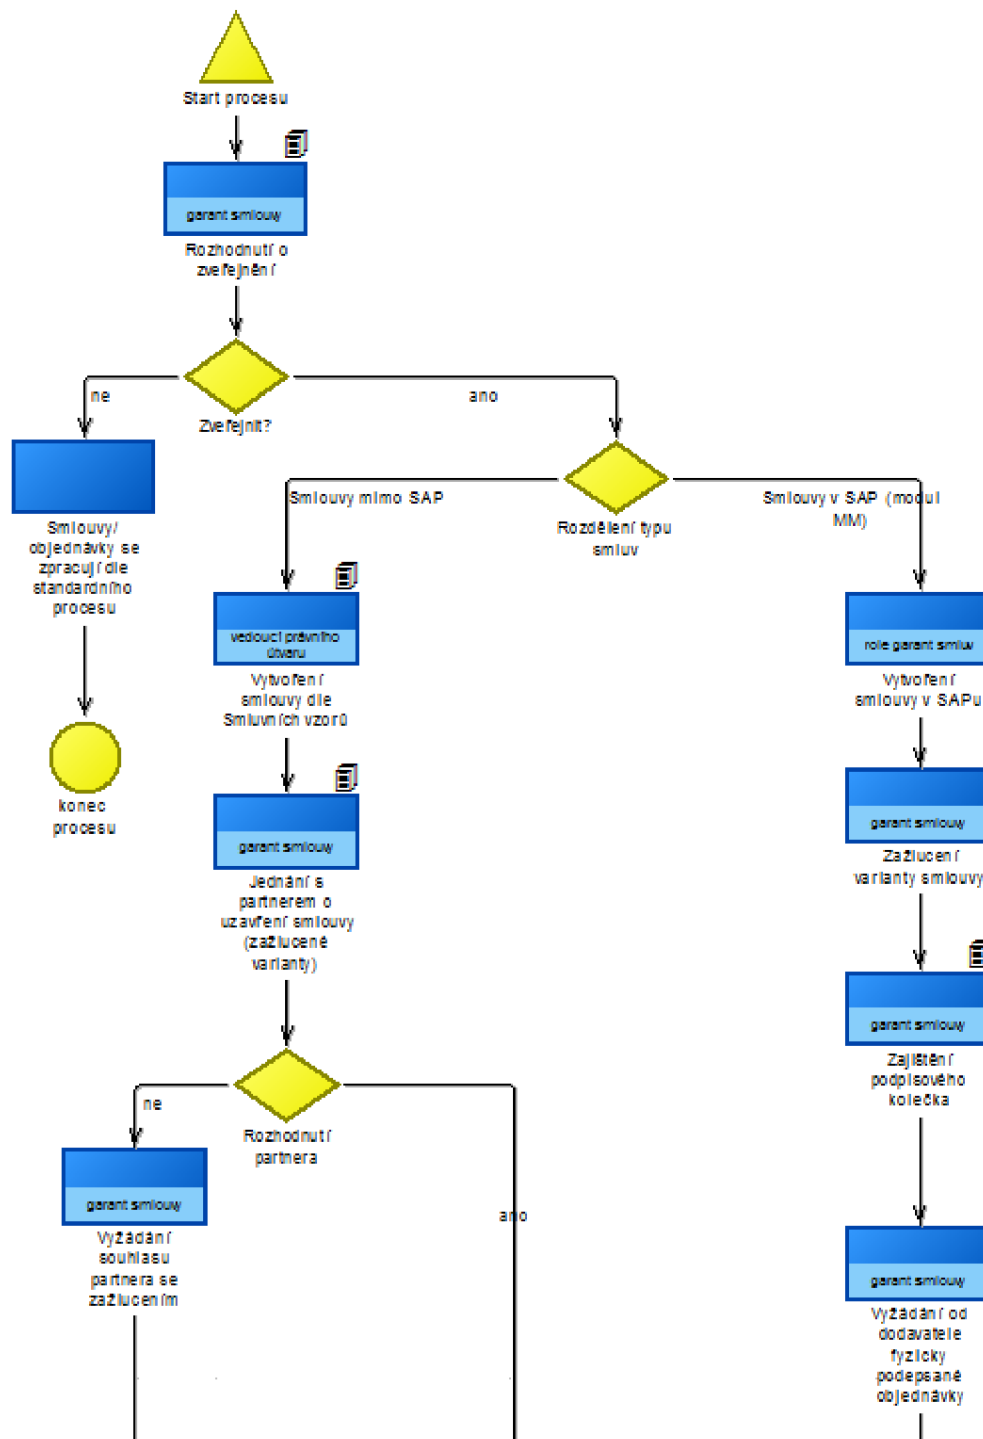 Start procesu
garant smlouvy
Rozhodnutí o
zveřejnění
ne
ano
Zveřejnit?
Smlouvy/
objednávky se
zpracují dle
standardního
procesu
konec
procesu
Smlouvy mimo SAP
Smlouvy v SAP (modul
MM)
Rozdělení typu
smluv
vedoucí právního
útvaru
Vytvoření
smlouvy dle
Smluvních vzorů
garant smlouvy
Jednání s
partnerem o
uzavření smlouvy
(zažlucené
varianty)
Rozhodnutí
partnera
ne
ano
garant smlouvy
Vyžádání
souhlasu
partnera se
zažlucením
role garant smluv
Vytvoření
smlouvy v SAPu
garant smlouvy
Zažlucení
varianty smlouvy
garant smlouvy
Zajištění
podpisového
kolečka
garant smlouvy
Vyžádání od
dodavatele
fyzicky
podepsané
objednávky